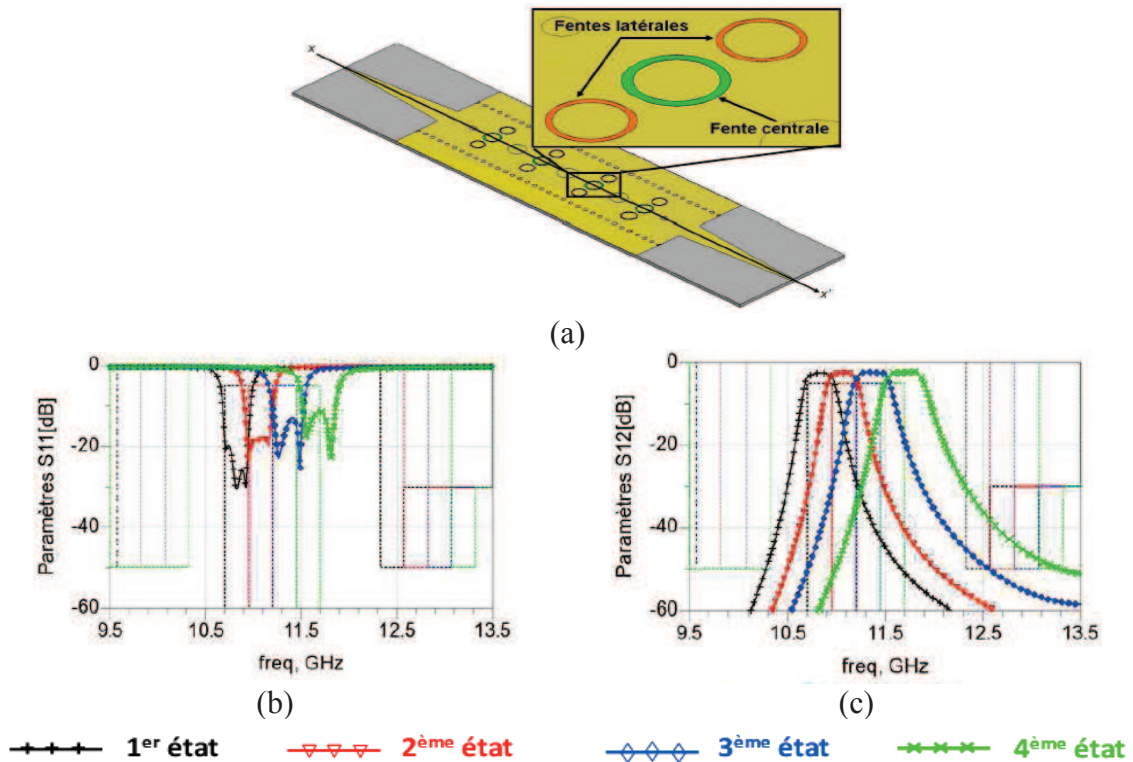 Fentes latérales
Fente centrale
x
x'
(a)
Paramètres S11[dB]
0
-20
-40
-60
9.5 10.5 11.5 12.5 13.5
freq, GHz
(b)
Paramètres S12[dB]
0
-20
-40
-60
9.5 10.5 11.5 12.5 13.5
freq, GHz
(c)
1er état 2ème état 3ème état 4ème état